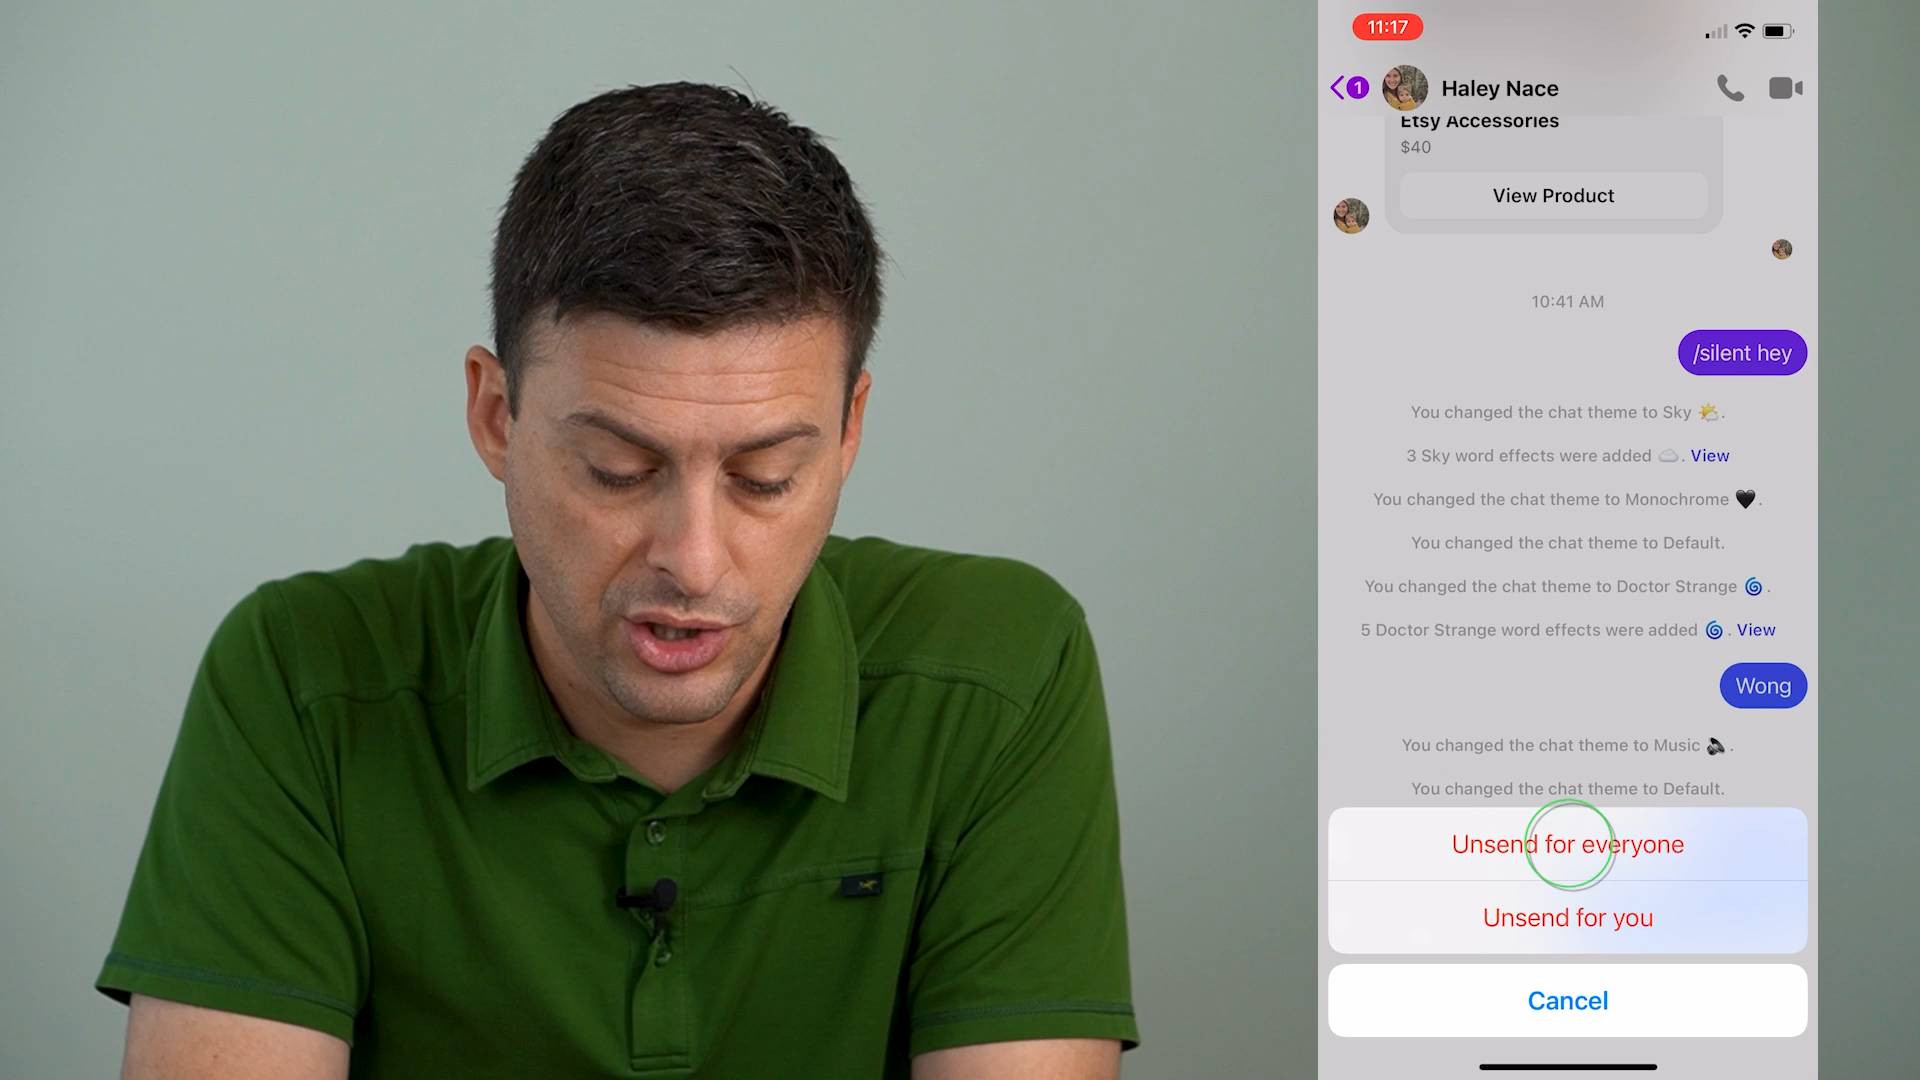 11:17
1
Haley Nace
Etsy Accessories
$40
View Product
10:41 AM
/silent hey
You changed the chat theme to Sky 🌤️.
3 Sky word effects were added ☁️. View
You changed the chat theme to Monochrome 🖤.
You changed the chat theme to Default.
You changed the chat theme to Doctor Strange 🌀.
5 Doctor Strange word effects were added 🌀. View
Wong
You changed the chat theme to Music 🔊.
You changed the chat theme to Default.
Unsend for everyone
Unsend for you
Cancel